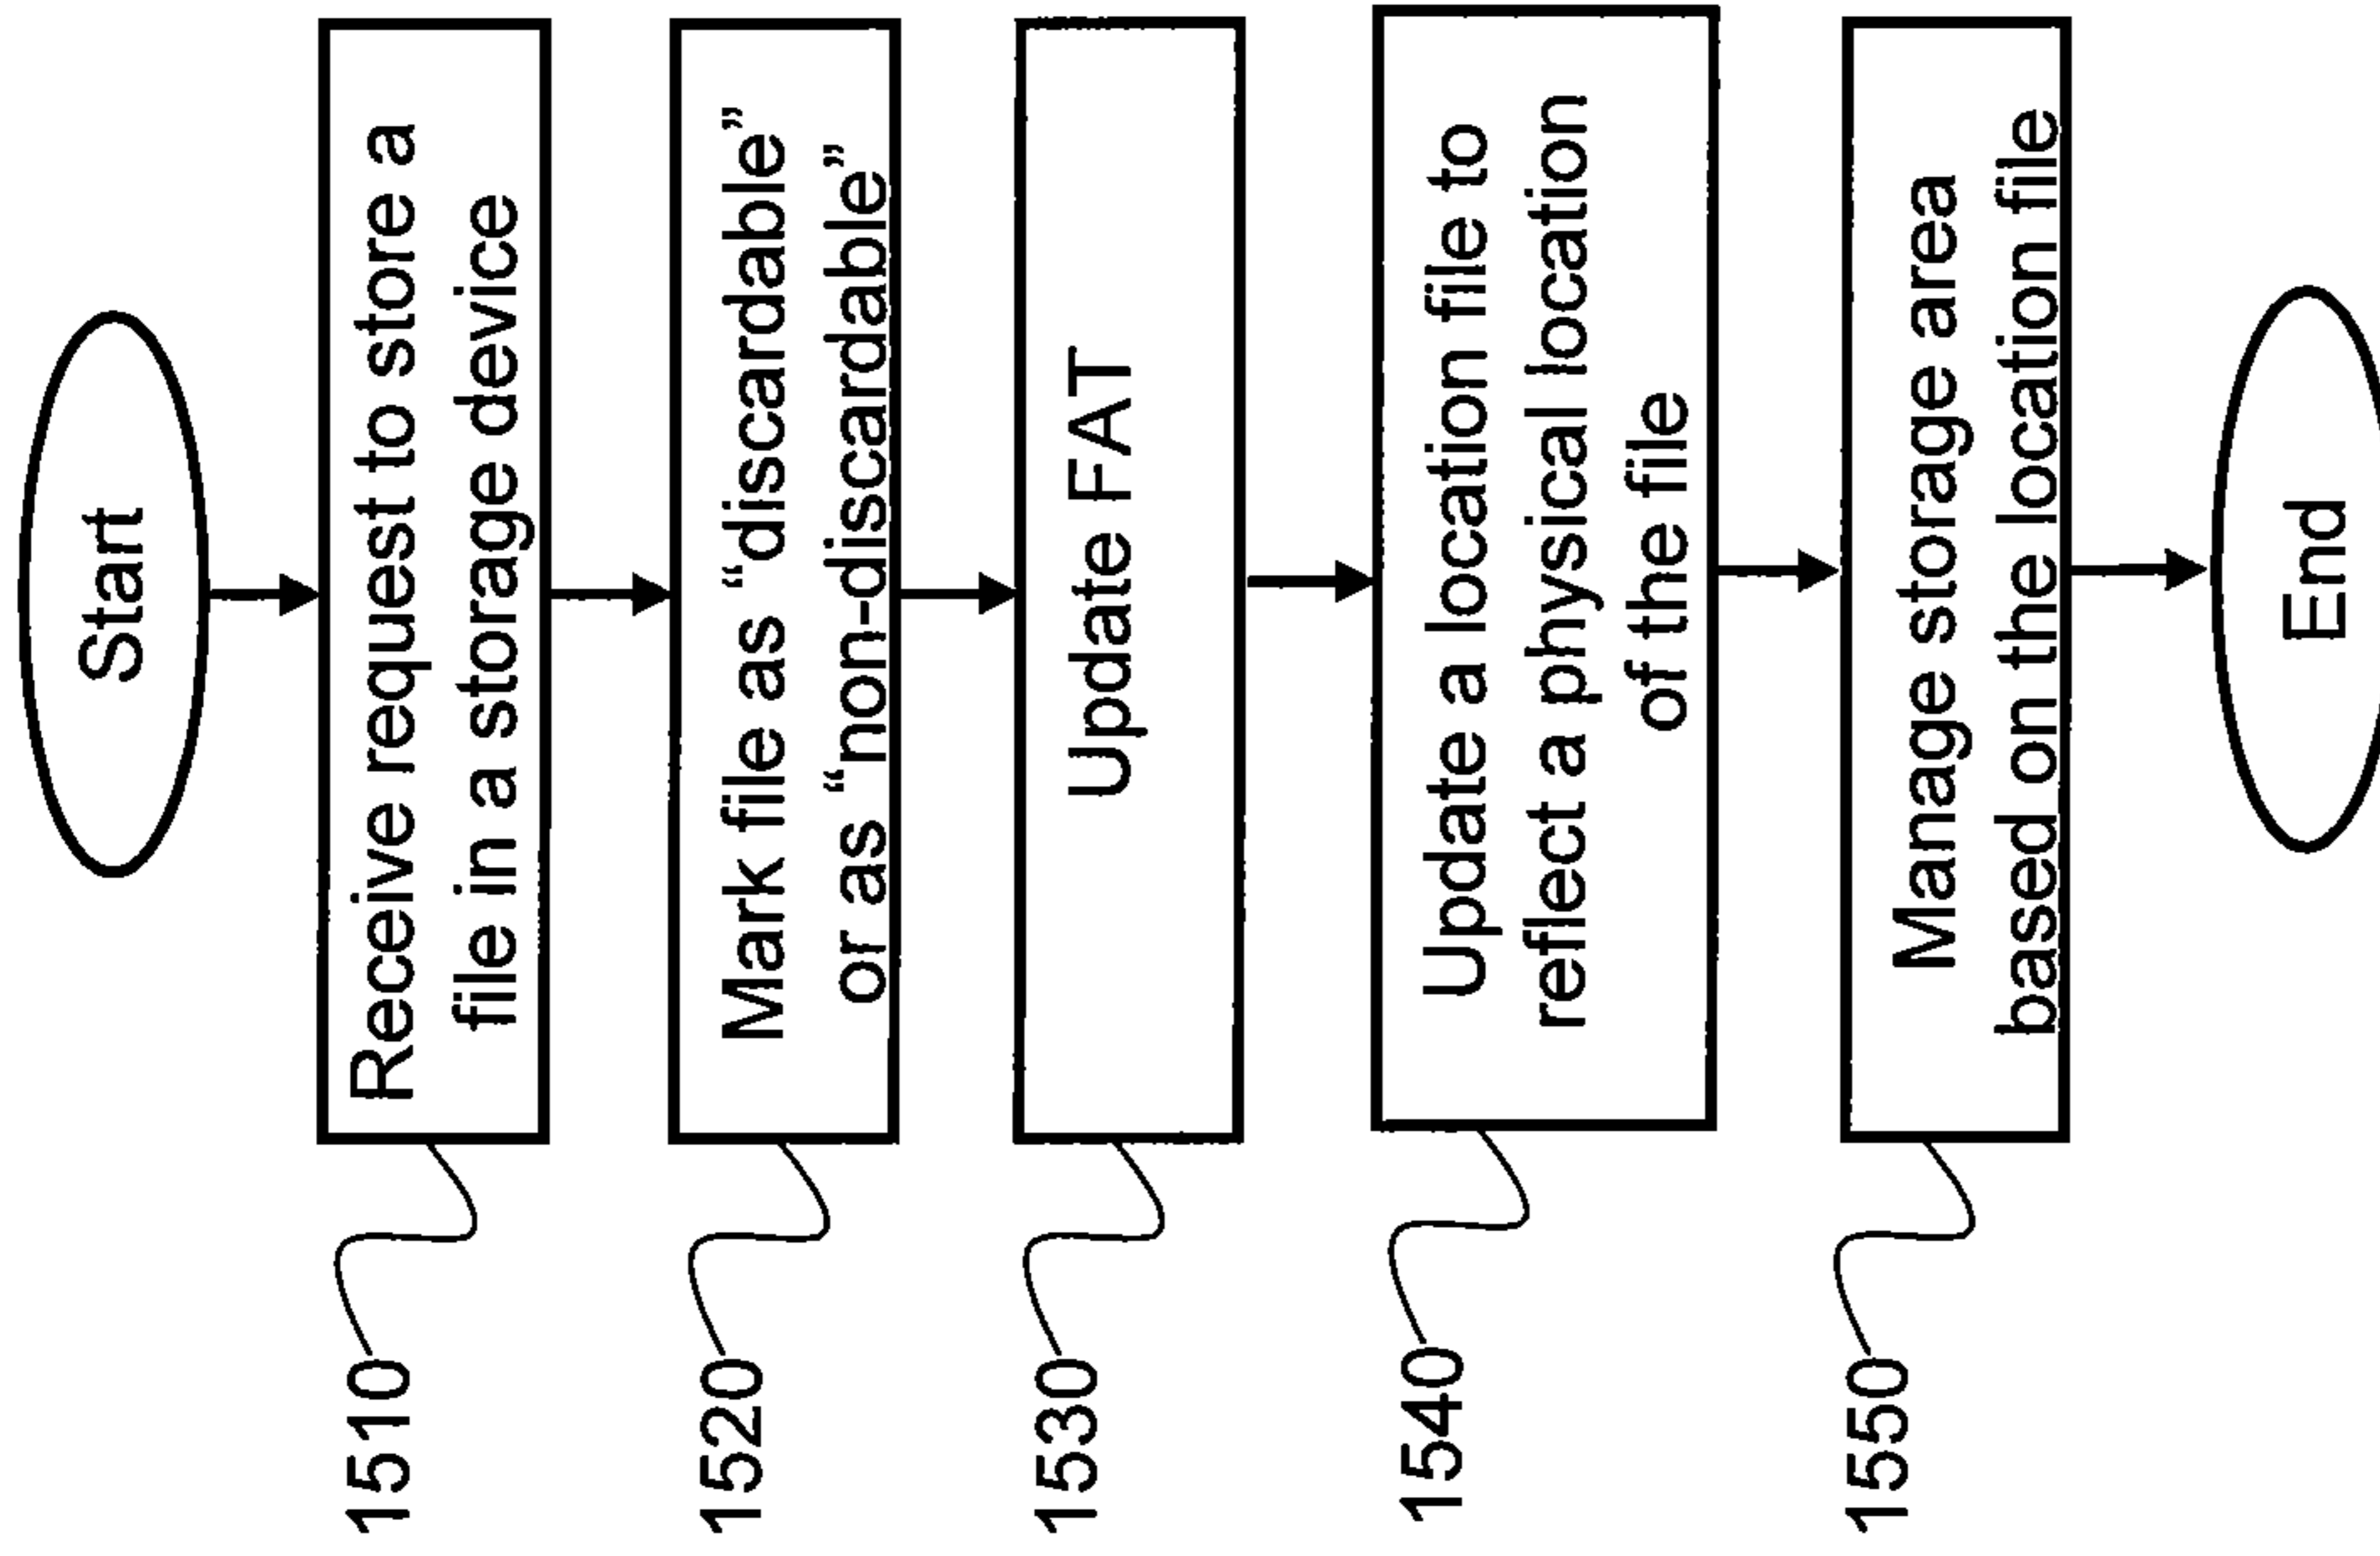 Start
1510
Receive request to store a
file in a storage device
1520
Mark file as “discardable”
or as “non-discardable”
1530
Update FAT
1540
Update a location file to
reflect a physical location
of the file
1550
Manage storage area
based on the location file
End